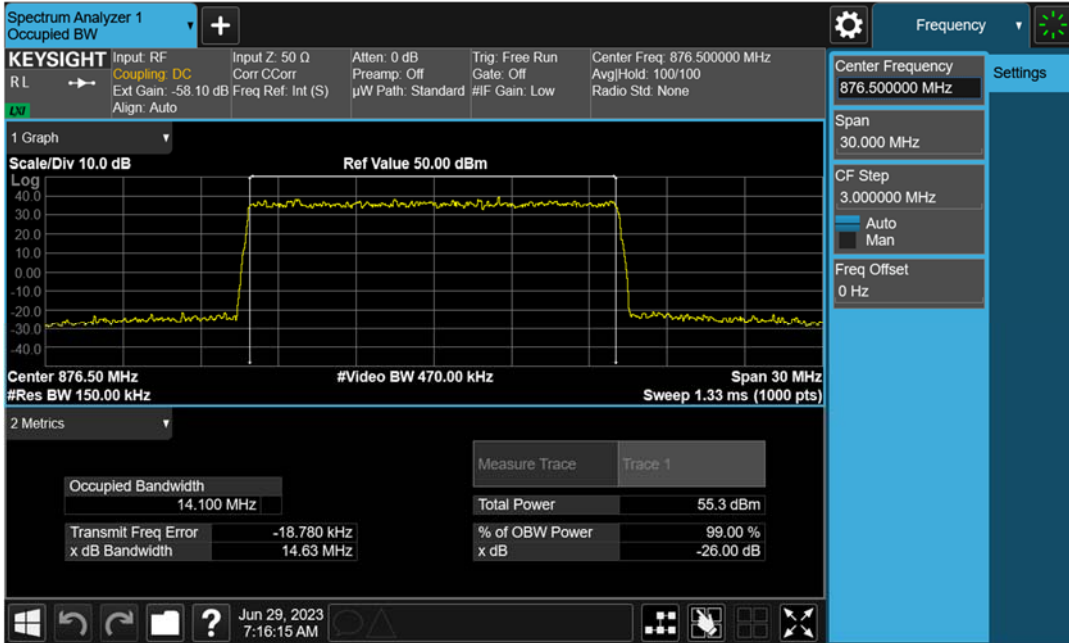 Spectrum Analyzer 1
Occupied BW
Frequency
KEYSIGHT
RL
LXI
Input: RF
Coupling: DC
Ext Gain: -58.10 dB
Align: Auto
Input Z: 50 Ω
Corr CCorr
Freq Ref: Int (S)
Atten: 0 dB
Preamp: Off
µW Path: Standard
Trig: Free Run
Gate: Off
#IF Gain: Low
Center Freq: 876.500000 MHz
Avg|Hold: 100/100
Radio Std: None
Center Frequency
876.500000 MHz
Settings
Span
30.000 MHz
CF Step
3.000000 MHz
Auto
Man
Freq Offset
0 Hz
1 Graph
Scale/Div 10.0 dB
Ref Value 50.00 dBm
Log
40.0
30.0
20.0
10.0
0.00
-10.0
-20.0
-30.0
-40.0
Center 876.50 MHz
#Video BW 470.00 kHz
Span 30 MHz
#Res BW 150.00 kHz
Sweep 1.33 ms (1000 pts)
2 Metrics
Measure Trace
Trace 1
Occupied Bandwidth
14.100 MHz
Total Power
55.3 dBm
Transmit Freq Error
-18.780 kHz
% of OBW Power
99.00 %
x dB Bandwidth
14.63 MHz
x dB
-26.00 dB
?
Jun 29, 2023
7:16:15 AM